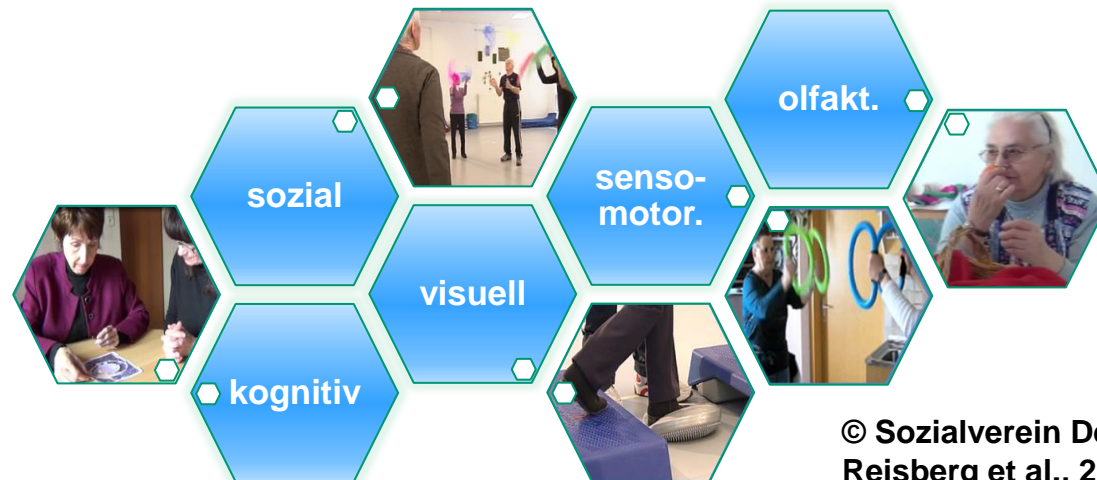 olfakt.
sozial
senso-
motor.
visuell
kognitiv
© Sozialverein
Reisberg et al.,